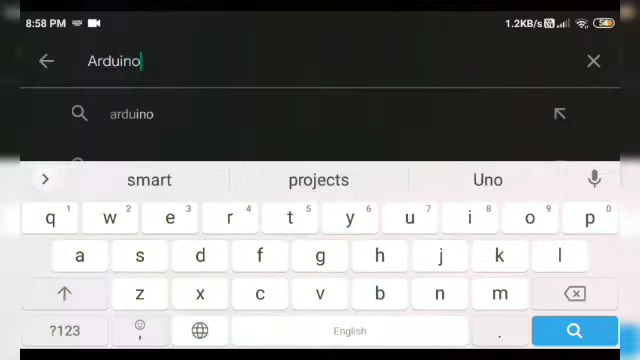 8:58 PM 1.2KB/s 54
Arduino
arduino
smart projects Uno
q 1 w 2 e 3 r 4 t 5 y 6 u 7 i 8 o 9 p 0
a s d f g h j k l
z x c v b n m
?123 , English .